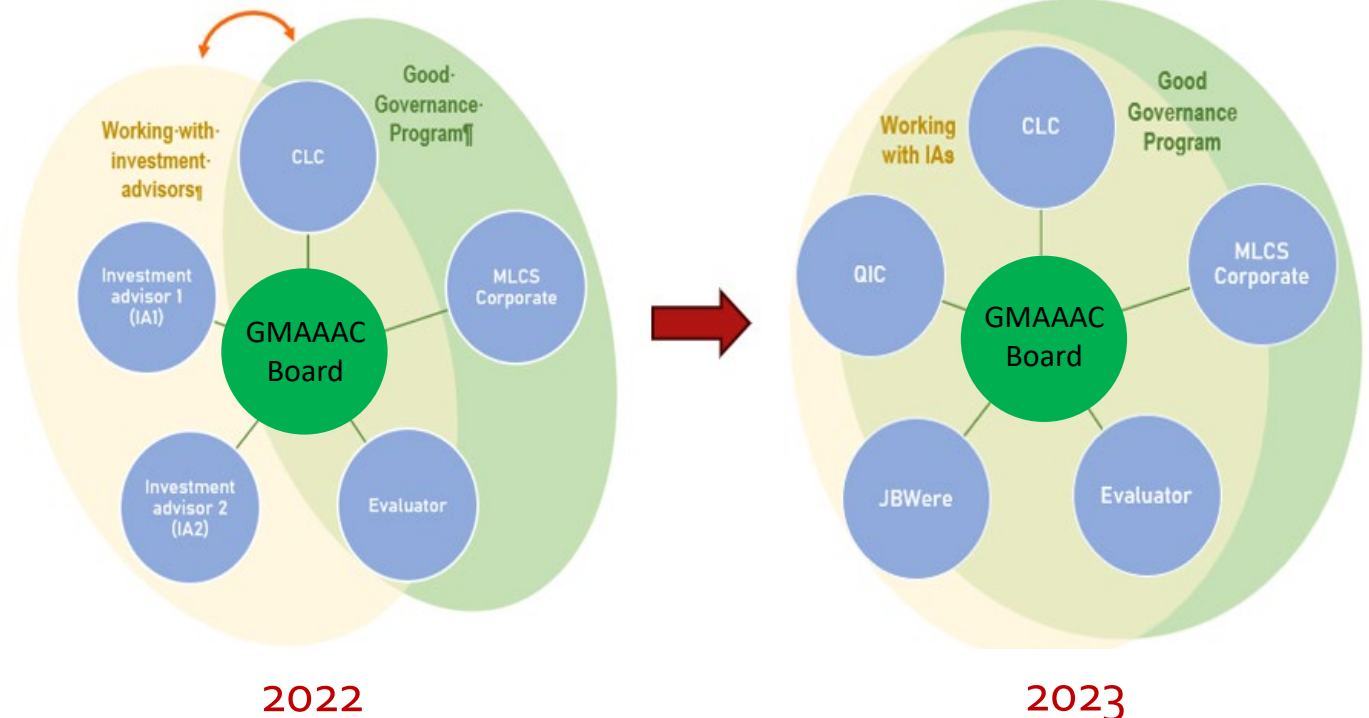 Good·
Governance·
Program¶
Working·with·
investment·
advisors¶
CLC
Investment
advisor 1
(IA1)
MLCS
Corporate
GMAAAC
Board
Investment
advisor 2
(IA2)
Evaluator
2022
Good
Governance
Program
Working
with IAs
CLC
QIC
MLCS
Corporate
GMAAAC
Board
JBWere
Evaluator
2023